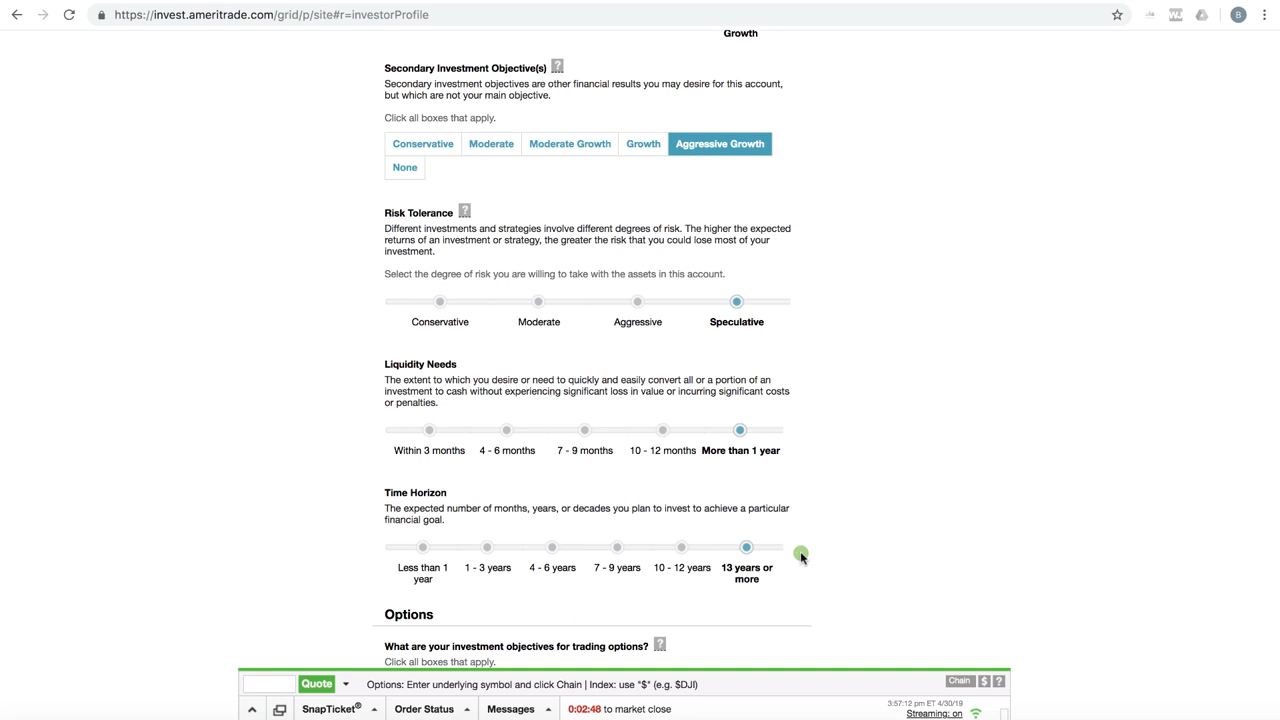 https://invest.ameritrade.com/grid/p/site#r=investorProfile
B
Growth
Secondary Investment Objective(s) ?
Secondary investment objectives are other financial results you may desire for this account,
but which are not your main objective.
Click all boxes that apply.
Conservative Moderate Moderate Growth Growth Aggressive Growth
None
Risk Tolerance ?
Different investments and strategies involve different degrees of risk. The higher the expected
returns of an investment or strategy, the greater the risk that you could lose most of your
investment.
Select the degree of risk you are willing to take with the assets in this account.
Conservative Moderate Aggressive Speculative
Liquidity Needs
The extent to which you desire or need to quickly and easily convert all or a portion of an
investment to cash without experiencing significant loss in value or incurring significant costs
or penalties.
Within 3 months 4 - 6 months 7 - 9 months 10 - 12 months More than 1 year
Time Horizon
The expected number of months, years, or decades you plan to invest to achieve a particular
financial goal.
Less than 1 1 - 3 years 4 - 6 years 7 - 9 years 10 - 12 years 13 years or
year more
Options
What are your investment objectives for trading options? ?
Click all boxes that apply.
Quote Options: Enter underlying symbol and click Chain | Index: use "$" (e.g. $DJI) Chain $ ?
SnapTicket® Order Status Messages 0:02:48 to market close 3:57:12 pm ET 4/30/19
Streaming: on